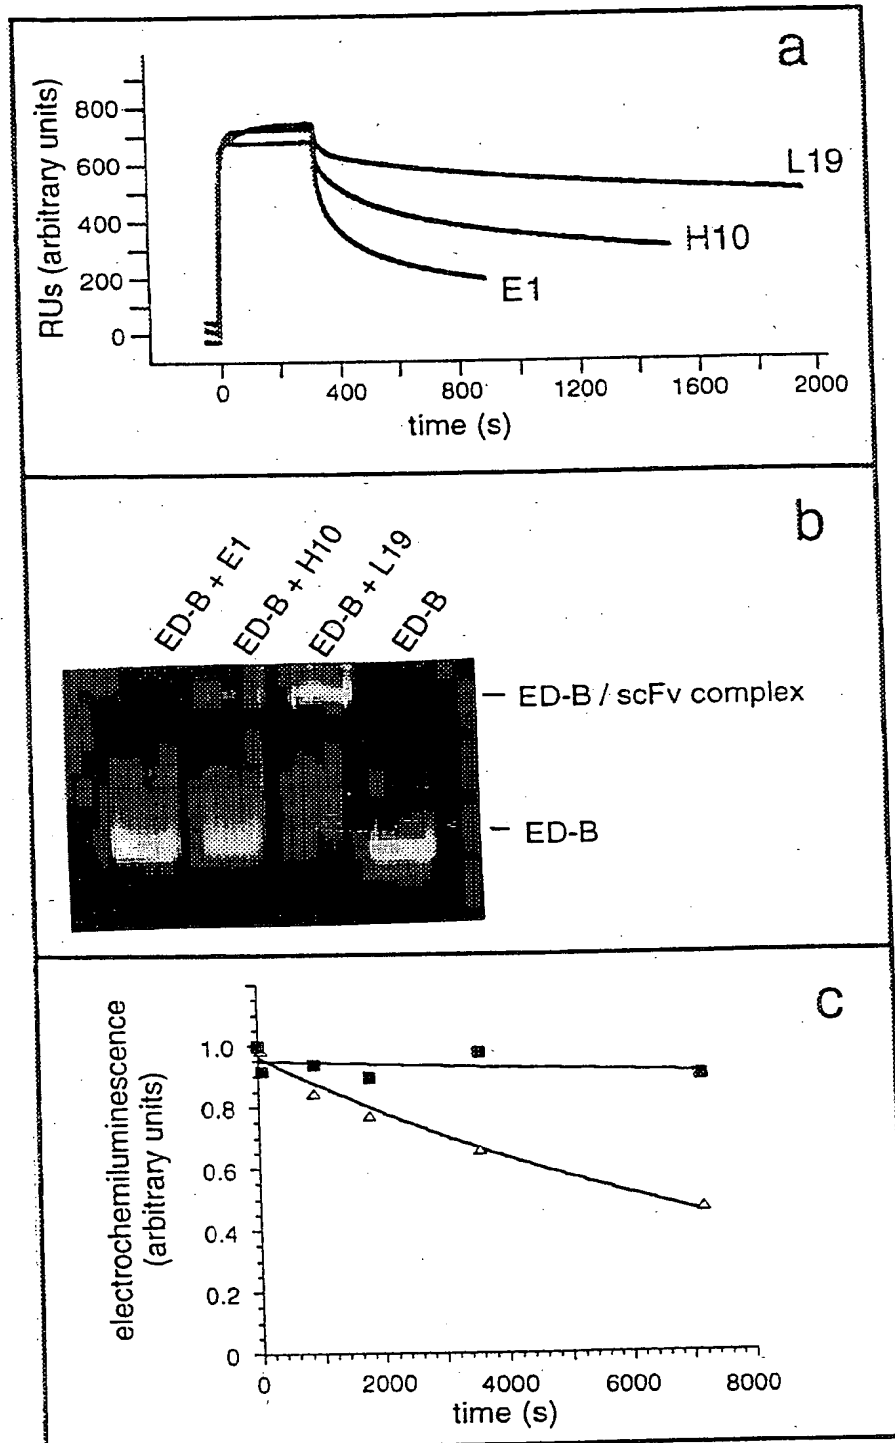 a
RUs (arbitrary units)
800
600
400
200
0
L19
H10
E1
0 400 800 1200 1600 2000
time (s)
b
ED-B + E1
ED-B + H10
ED-B + L19
ED-B
ED-B / scFv complex
ED-B
c
electrochemiluminescence
(arbitrary units)
1.0
0.8
0.6
0.4
0.2
0
0 2000 4000 6000 8000
time (s)